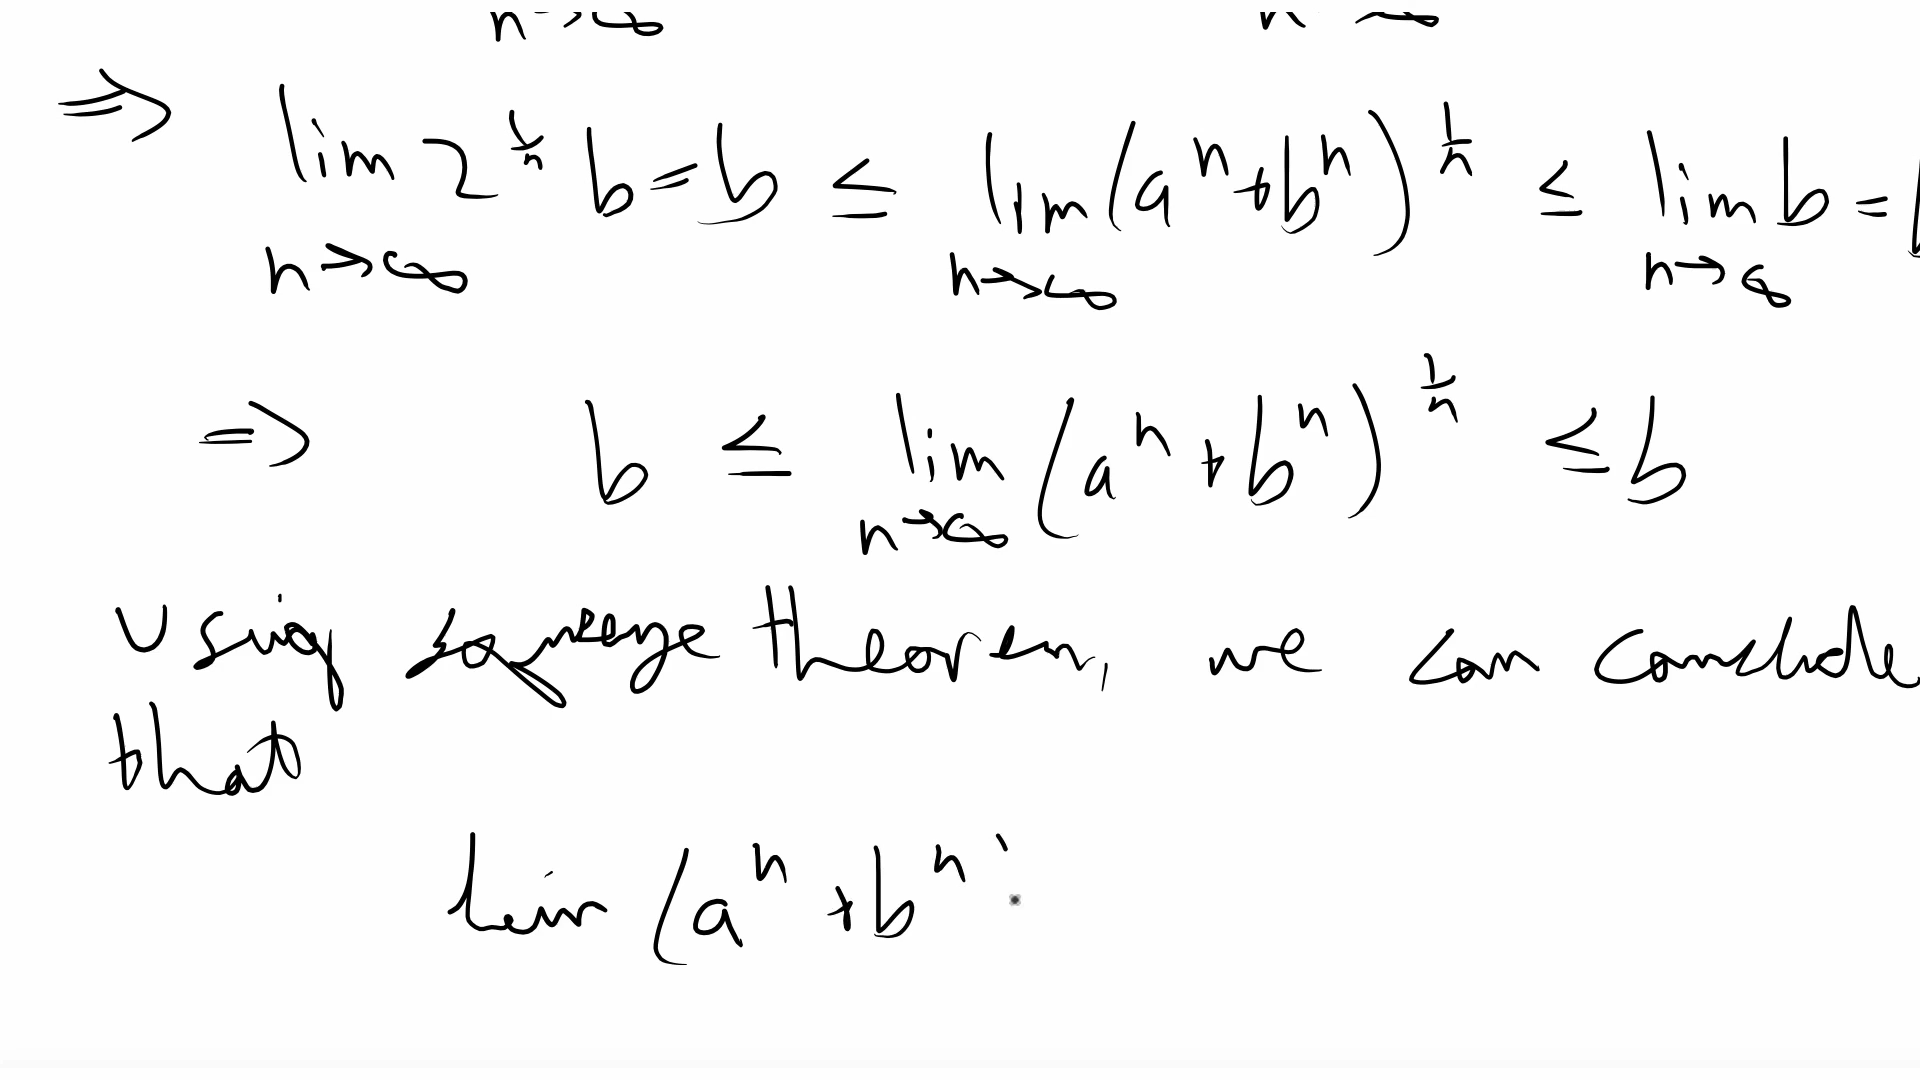 n→∞ n→∞
⇒ lim 2^{1/n} b = b ≤ lim (a^n + b^n)^{1/n} ≤ lim b =
n→∞ n→∞ n→∞
⇒ b ≤ lim (a^n + b^n)^{1/n} ≤ b
n→∞
Using squeeze theorem, we can conclude
that
lim (a^n + b^n